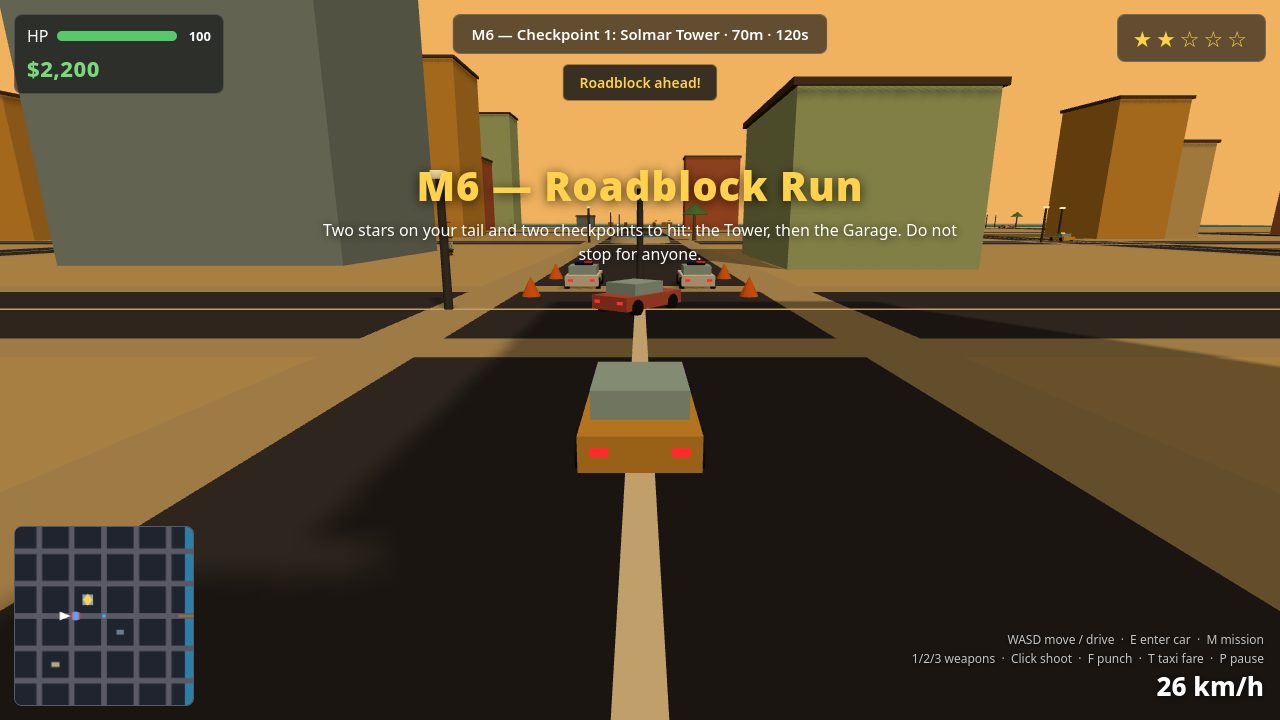 HP 100
$2,200
M6 — Checkpoint 1: Solmar Tower · 70m · 120s
★★☆☆☆
Roadblock ahead!
M6 — Roadblock Run
Two stars on your tail and two checkpoints to hit: the Tower, then the Garage. Do not
stop for anyone.
WASD move / drive · E enter car · M mission
1/2/3 weapons · Click shoot · F punch · T taxi fare · P pause
26 km/h